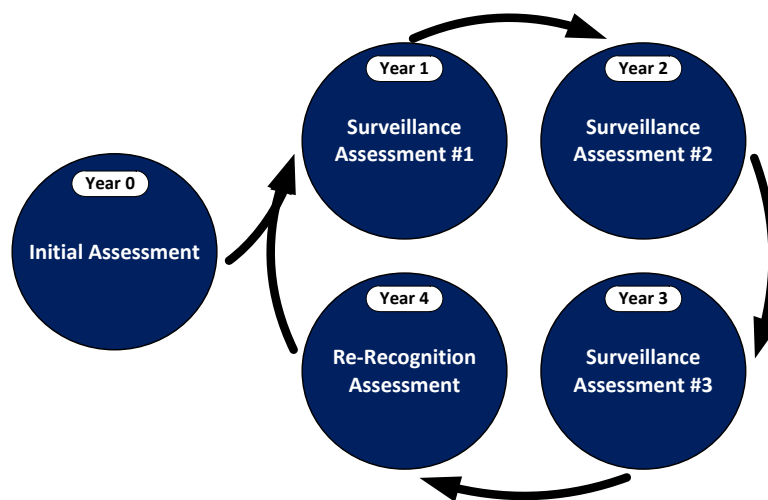 Year 0
Initial Assessment
Year 1
Surveillance
Assessment #1
Year 2
Surveillance
Assessment #2
Year 3
Surveillance
Assessment #3
Year 4
Re-Recognition
Assessment